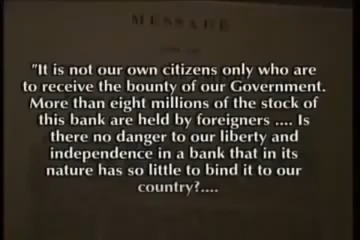 MESSAGE
"It is not our own citizens only who are
to receive the bounty of our Government.
More than eight millions of the stock of
this bank are held by foreigners .... Is
there no danger to our liberty and
independence in a bank that in its
nature has so little to bind it to our
country?....